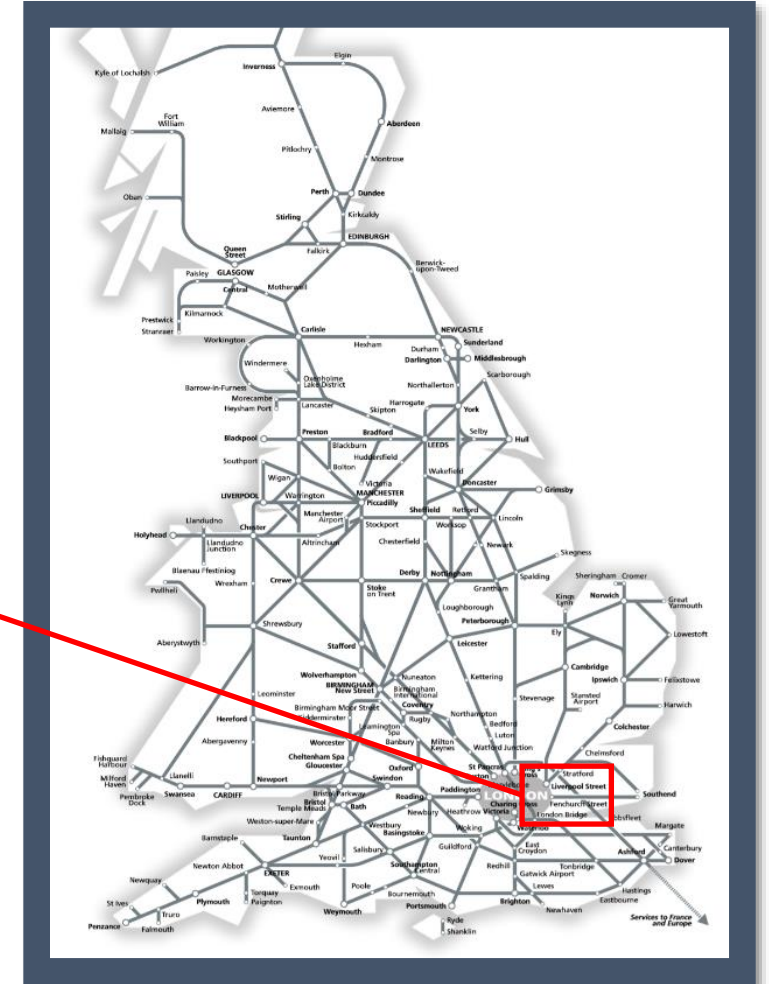 Elgin
Inverness
Kyle of Lochalsh
Aviemore
Fort
William
Mallaig
Aberdeen
Pitlochry
Montrose
Perth
Dundee
Oban
Stirling
Kirkcaldy
EDINBURGH
Queen
Street
Falkirk
Berwick-
upon-Tweed
Paisley
GLASGOW
Central
Motherwell
Prestwick
Kilmarnock
Stranraer
Carlisle
NEWCASTLE
Workington
Hexham
Durham
Sunderland
Darlington
Middlesbrough
Windermere
Scarborough
Oxenholme
Lake District
Northallerton
Barrow-in-Furness
Morecambe
Heysham Port
Lancaster
Harrogate
Skipton
York
Blackpool
Preston
Bradford
Selby
Hull
Blackburn
LEEDS
Huddersfield
Southport
Bolton
Wakefield
Wigan
Victoria
MANCHESTER
Piccadilly
Doncaster
Grimsby
LIVERPOOL
Warrington
Manchester
Airport
Sheffield
Retford
Llandudno
Chester
Stockport
Worksop
Lincoln
Holyhead
Llandudno
Junction
Altrincham
Chesterfield
Newark
Skegness
Blaenau Ffestiniog
Derby
Nottingham
Spalding
Sheringham
Cromer
Pwllheli
Wrexham
Crewe
Stoke
on Trent
Grantham
Kings
Lynn
Norwich
Great
Yarmouth
Loughborough
Peterborough
Aberystwyth
Shrewsbury
Ely
Lowestoft
Stafford
Leicester
Wolverhampton
Cambridge
BIRMINGHAM
New Street
Nuneaton
Kettering
Ipswich
Felixstowe
Birmingham
International
Leominster
Stevenage
Stansted
Airport
Harwich
Birmingham Moor Street
Coventry
Kidderminster
Rugby
Northampton
Hereford
Leamington
Spa
Bedford
Colchester
Abergavenny
Worcester
Banbury
Milton
Keynes
Luton
Watford Junction
Chelmsford
Fishguard
Harbour
Cheltenham Spa
Gloucester
Oxford
St Pancras
Stratford
Milford
Haven
Llanelli
Newport
Swindon
Paddington
Liverpool Street
Pembroke
Dock
Swansea
CARDIFF
Bristol Parkway
Reading
LONDON
Southend
Bristol
Temple Meads
Bath
Newbury
Heathrow
Victoria
Charing Cross
Fenchurch Street
London Bridge
Weston-super-Mare
Westbury
Basingstoke
Woking
Waterloo
Margate
Barnstaple
Taunton
Salisbury
Guildford
East
Croydon
Canterbury
Yeovil
Ashford
Dover
Newton Abbot
EXETER
Southampton
Central
Redhill
Tonbridge
Gatwick Airport
Newquay
Exmouth
Poole
Lewes
Hastings
St Ives
Plymouth
Torquay
Paignton
Bournemouth
Eastbourne
Truro
Weymouth
Portsmouth
Brighton
Newhaven
Penzance
Falmouth
Ryde
Shanklin
Services to France
and Europe